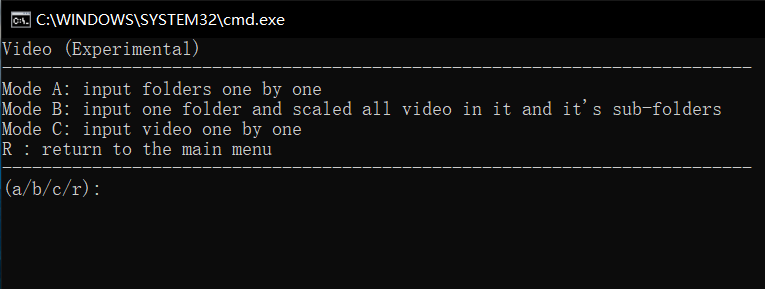 C:\WINDOWS\SYSTEM32\cmd.exe
Video (Experimental)
---------------------------------------------------------------------------
Mode A: input folders one by one
Mode B: input one folder and scaled all video in it and it's sub-folders
Mode C: input video one by one
R : return to the main menu
---------------------------------------------------------------------------
(a/b/c/r):